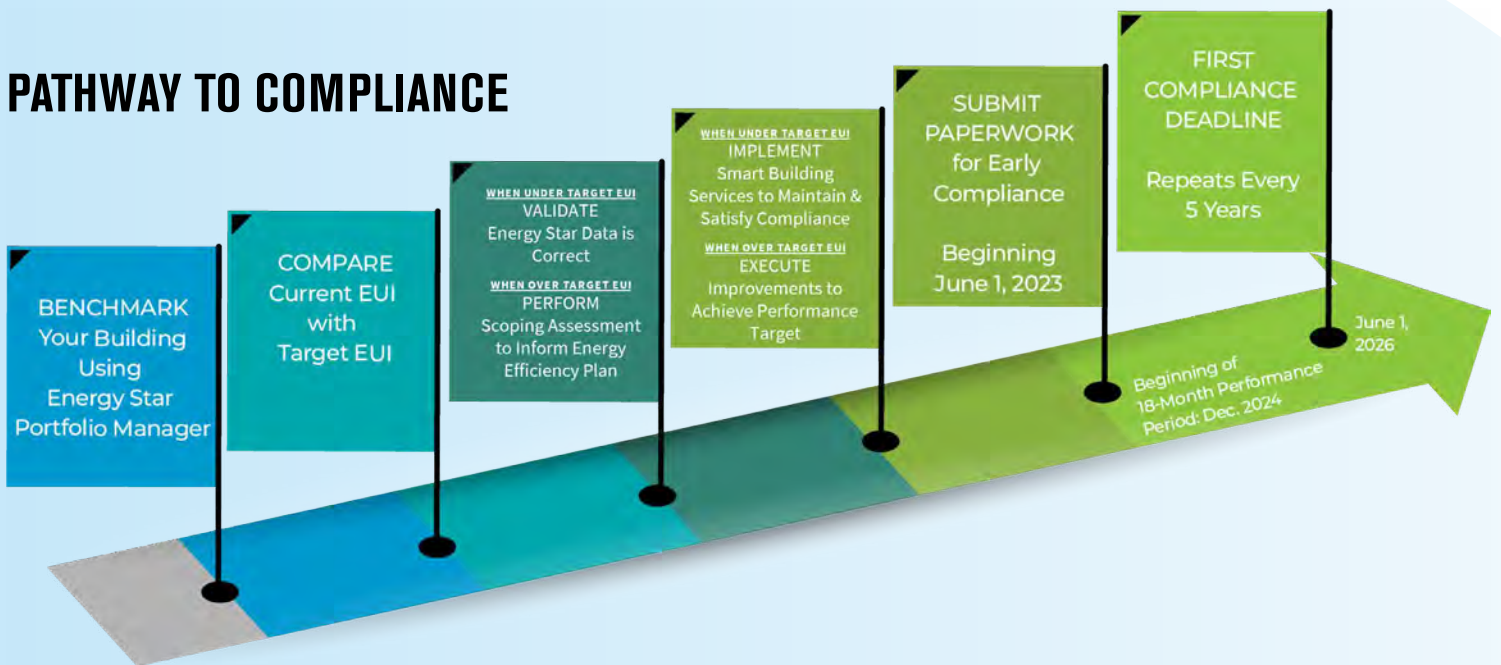 PATHWAY TO COMPLIANCE
BENCHMARK
Your Building
Using
Energy Star
Portfolio Manager
COMPARE
Current EUI
with
Target EUI
WHEN UNDER TARGET EUI
VALIDATE
Energy Star Data is
Correct
WHEN OVER TARGET EUI
PERFORM
Scoping Assessment
to Inform Energy
Efficiency Plan
WHEN UNDER TARGET EUI
IMPLEMENT
Smart Building
Services to Maintain &
Satisfy Compliance
WHEN OVER TARGET EUI
EXECUTE
Improvements to
Achieve Performance
Target
SUBMIT
PAPERWORK
for Early
Compliance
Beginning
June 1, 2023
FIRST
COMPLIANCE
DEADLINE
Repeats Every
5 Years
Beginning of
18-Month Performance
Period: Dec. 2024
June 1,
2026